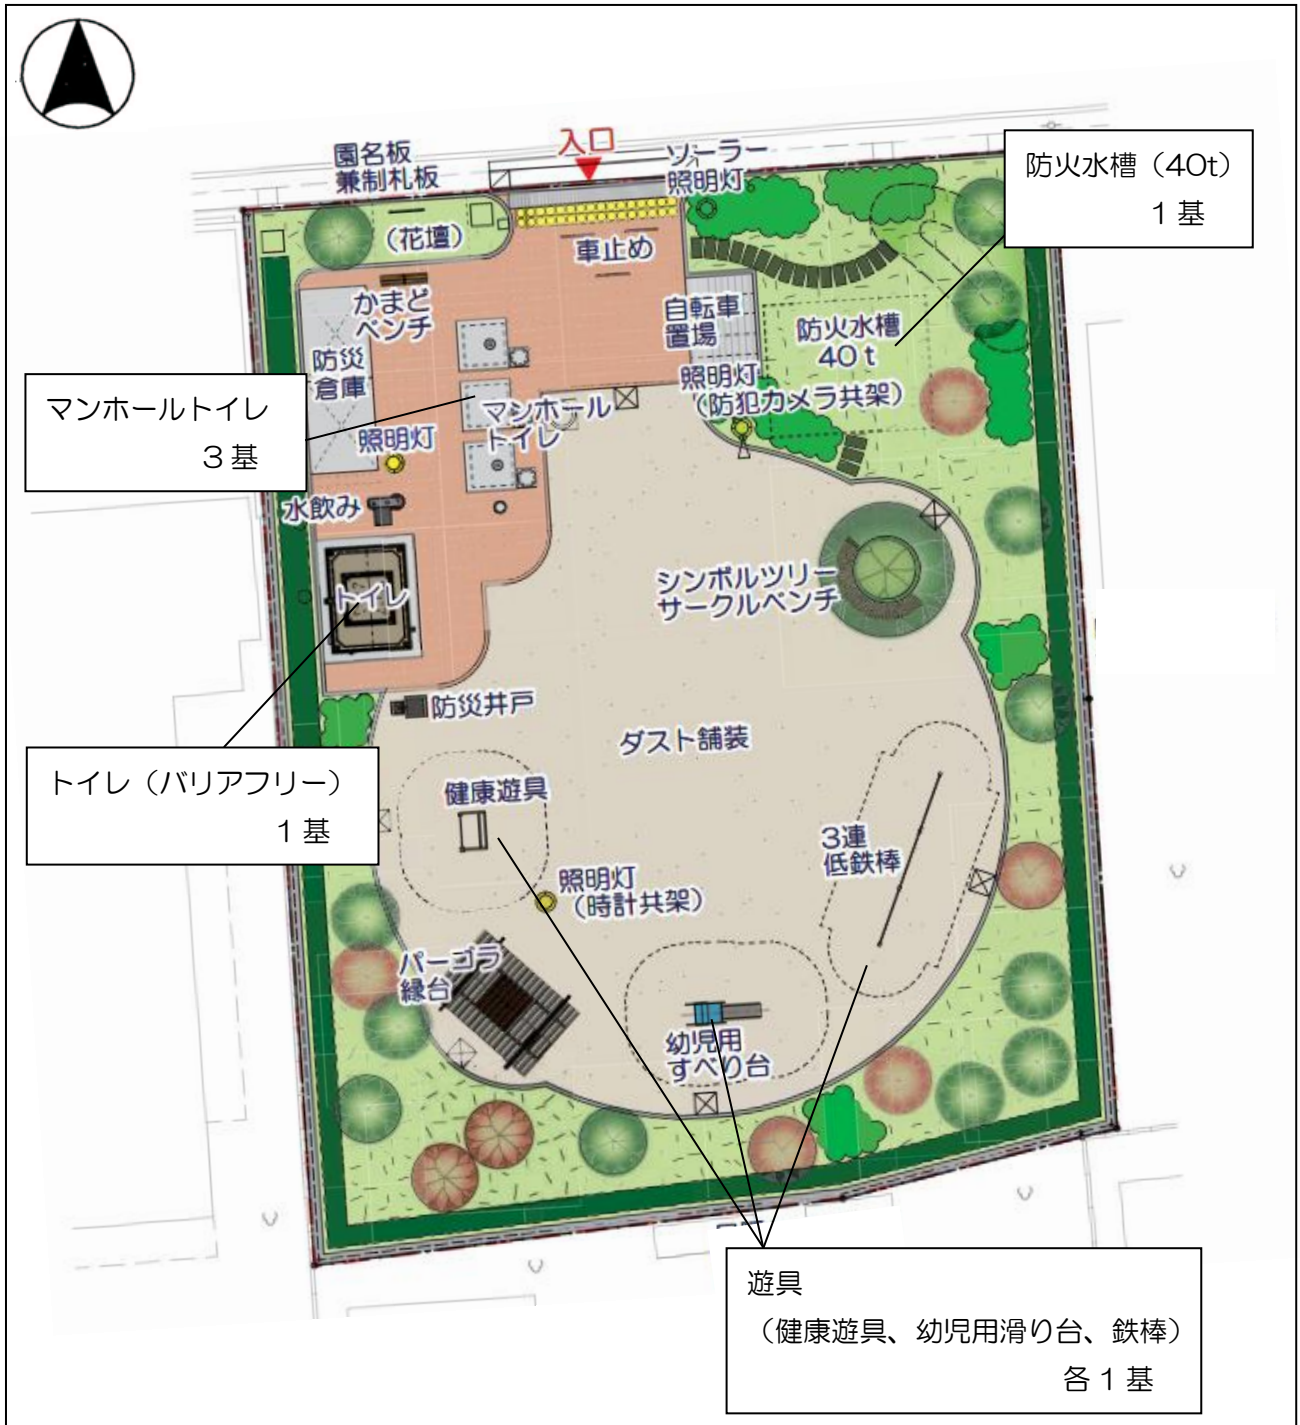 入口
園名板
兼制札板
ソーラー
照明灯
防火水槽（40t）
1 基
（花壇）
車止め
かまど
ベンチ
自転車
置場
防火水槽
40ｔ
防災
倉庫
マンホールトイレ
3 基
照明灯
（防犯カメラ共架）
マンホール
トイレ
照明灯
水飲み
シンボルツリー
サークルベンチ
トイレ
防災井戸
ダスト舗装
トイレ（バリアフリー）
1 基
健康遊具
3連
低鉄棒
照明灯
（時計共架）
パーゴラ
縁台
幼児用
すべり台
遊具
（健康遊具、幼児用滑り台、鉄棒）
各 1 基